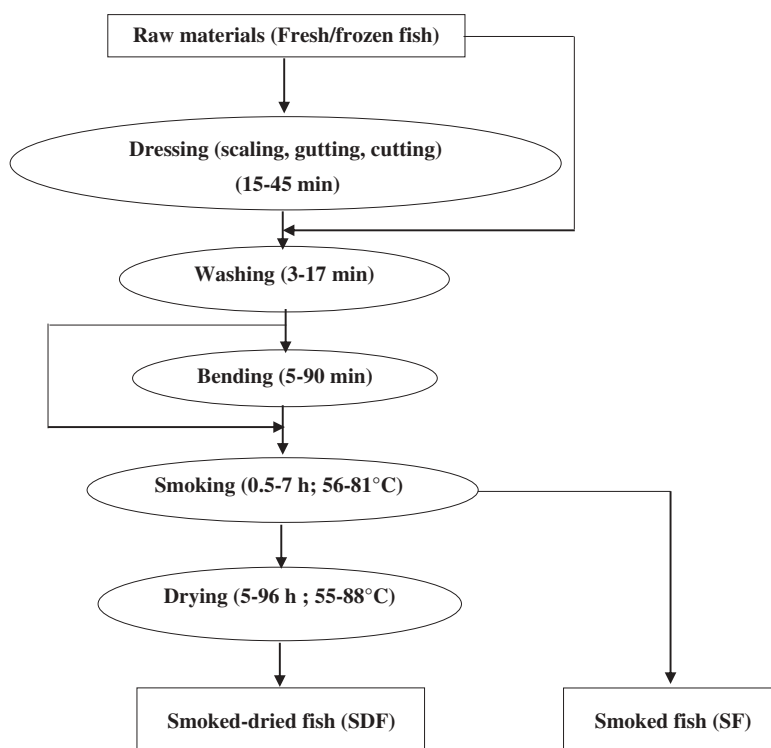 Raw materials (Fresh/frozen fish)
Dressing (scaling, gutting, cutting)
(15-45 min)
Washing (3-17 min)
Bending (5-90 min)
Smoking (0.5-7 h; 56-81°C)
Drying (5-96 h ; 55-88°C)
Smoked-dried fish (SDF)
Smoked fish (SF)